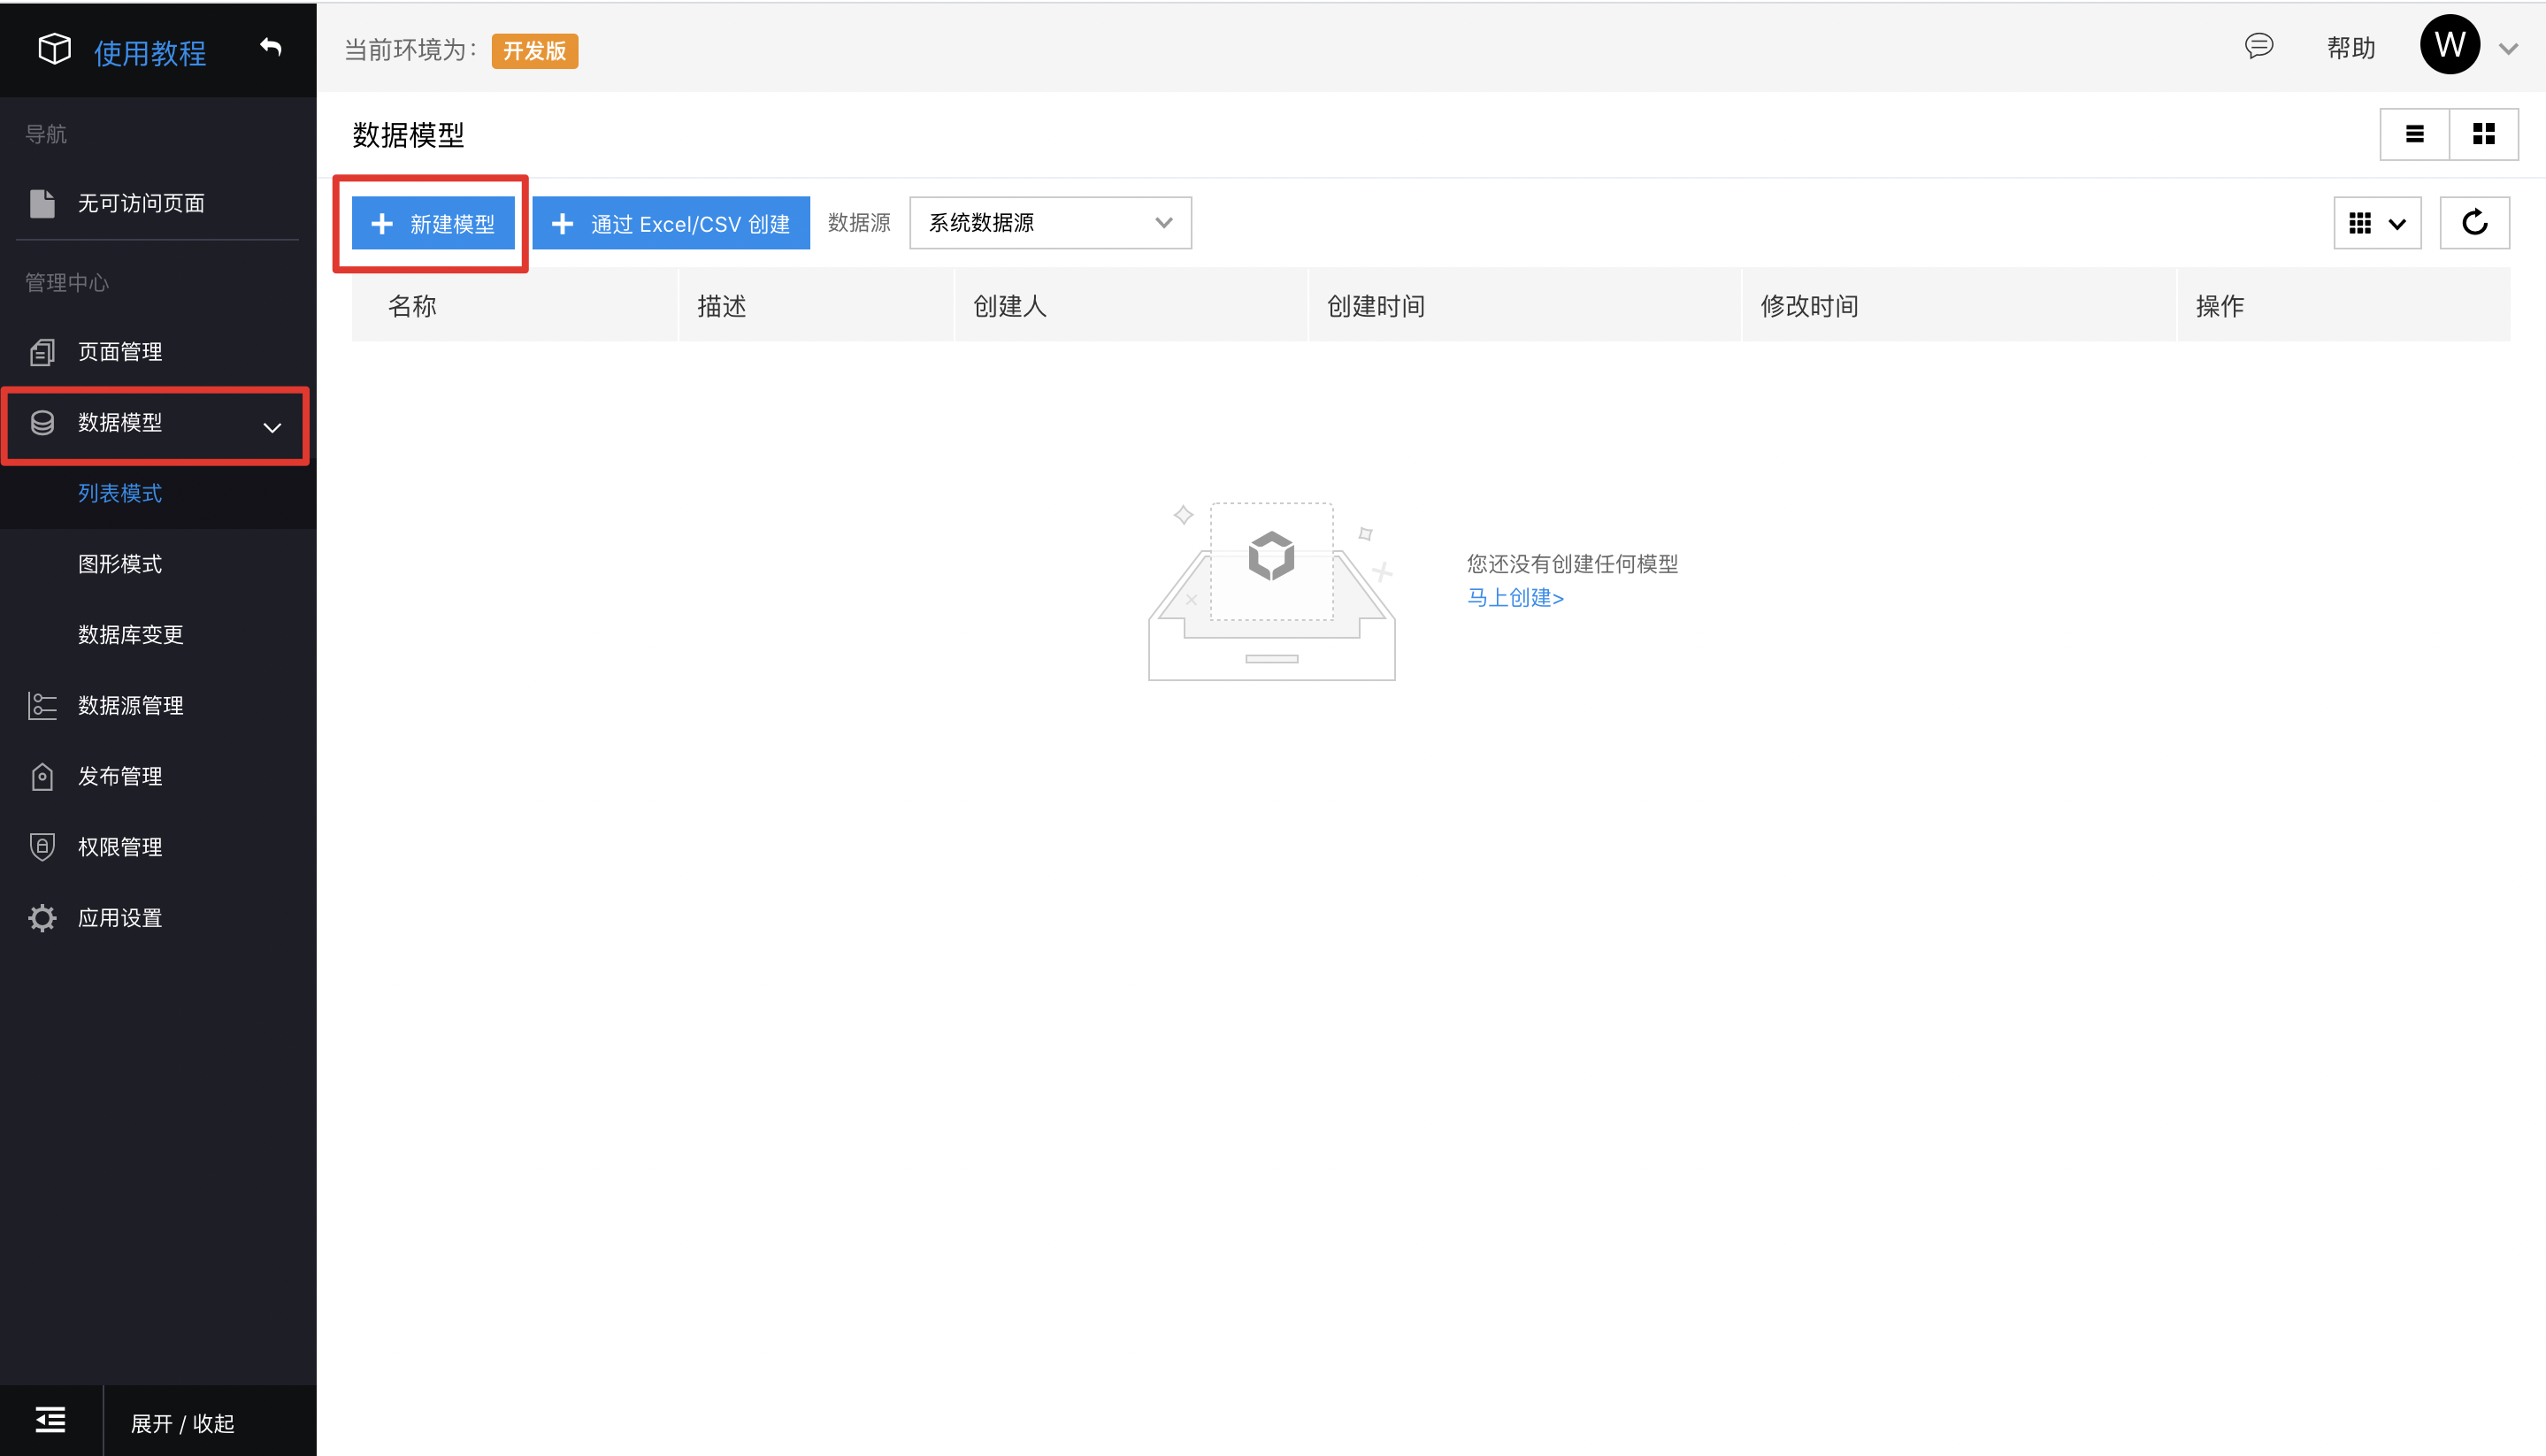 使用教程
导航
无可访问页面
管理中心
页面管理
数据模型
列表模式
图形模式
数据库变更
数据源管理
发布管理
权限管理
应用设置
展开 / 收起
当前环境为： 开发版
帮助 W
数据模型
新建模型 通过 Excel/CSV 创建 数据源 系统数据源
名称 描述 创建人 创建时间 修改时间 操作
您还没有创建任何模型
马上创建>